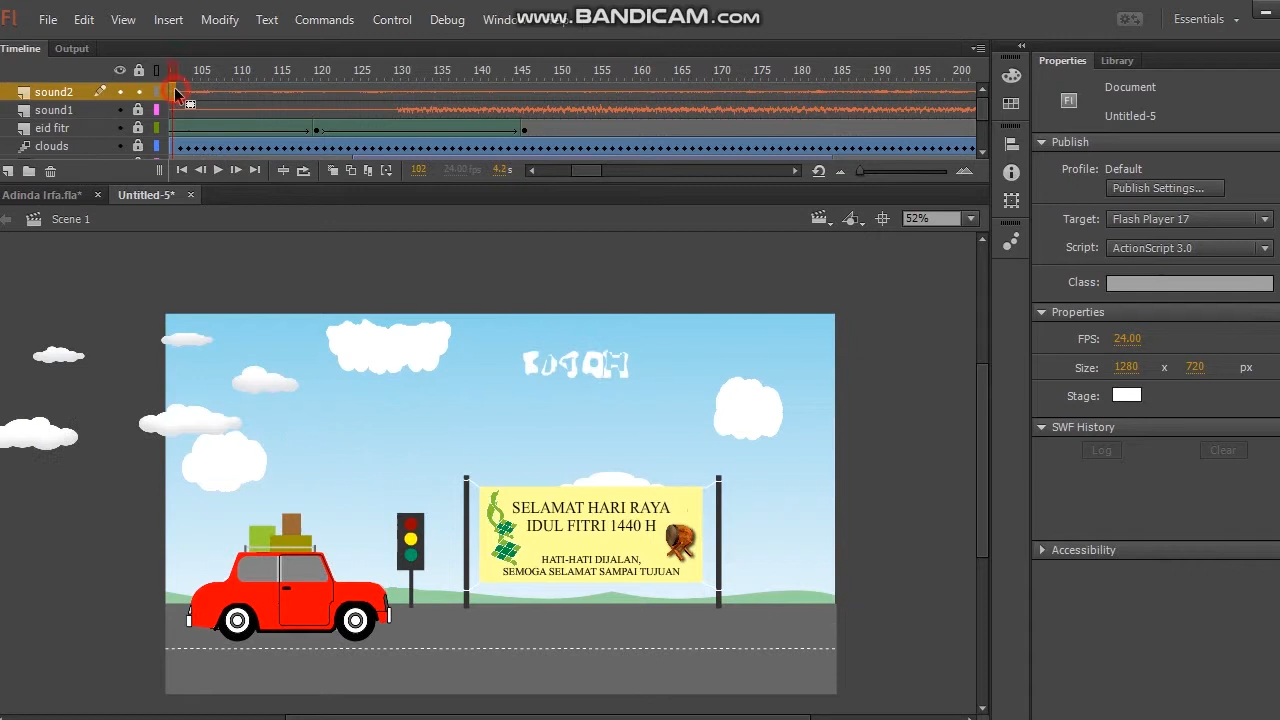 Fl File Edit View Insert Modify Text Commands Control Debug
www.BANDICAM.com
Essentials
Timeline Output
105 110 115 120 125 130 135 140 145 150 155 160 165 170 175 180 185 190 195 200
sound2
sound1
eid fitr
clouds
102 24.00 fps 4.2 s
Adinda Irfa.fla* × Untitled-5* ×
Scene 1
52%
SELAMAT HARI RAYA
IDUL FITRI 1440 H
HATI-HATI DIJALAN,
SEMOGA SELAMAT SAMPAI TUJUAN
Properties Library
Fl Document
Untitled-5
Publish
Profile: Default
Publish Settings...
Target: Flash Player 17
Script: ActionScript 3.0
Class:
Properties
FPS: 24.00
Size: 1280 x 720 px
Stage:
SWF History
Log Clear
Accessibility